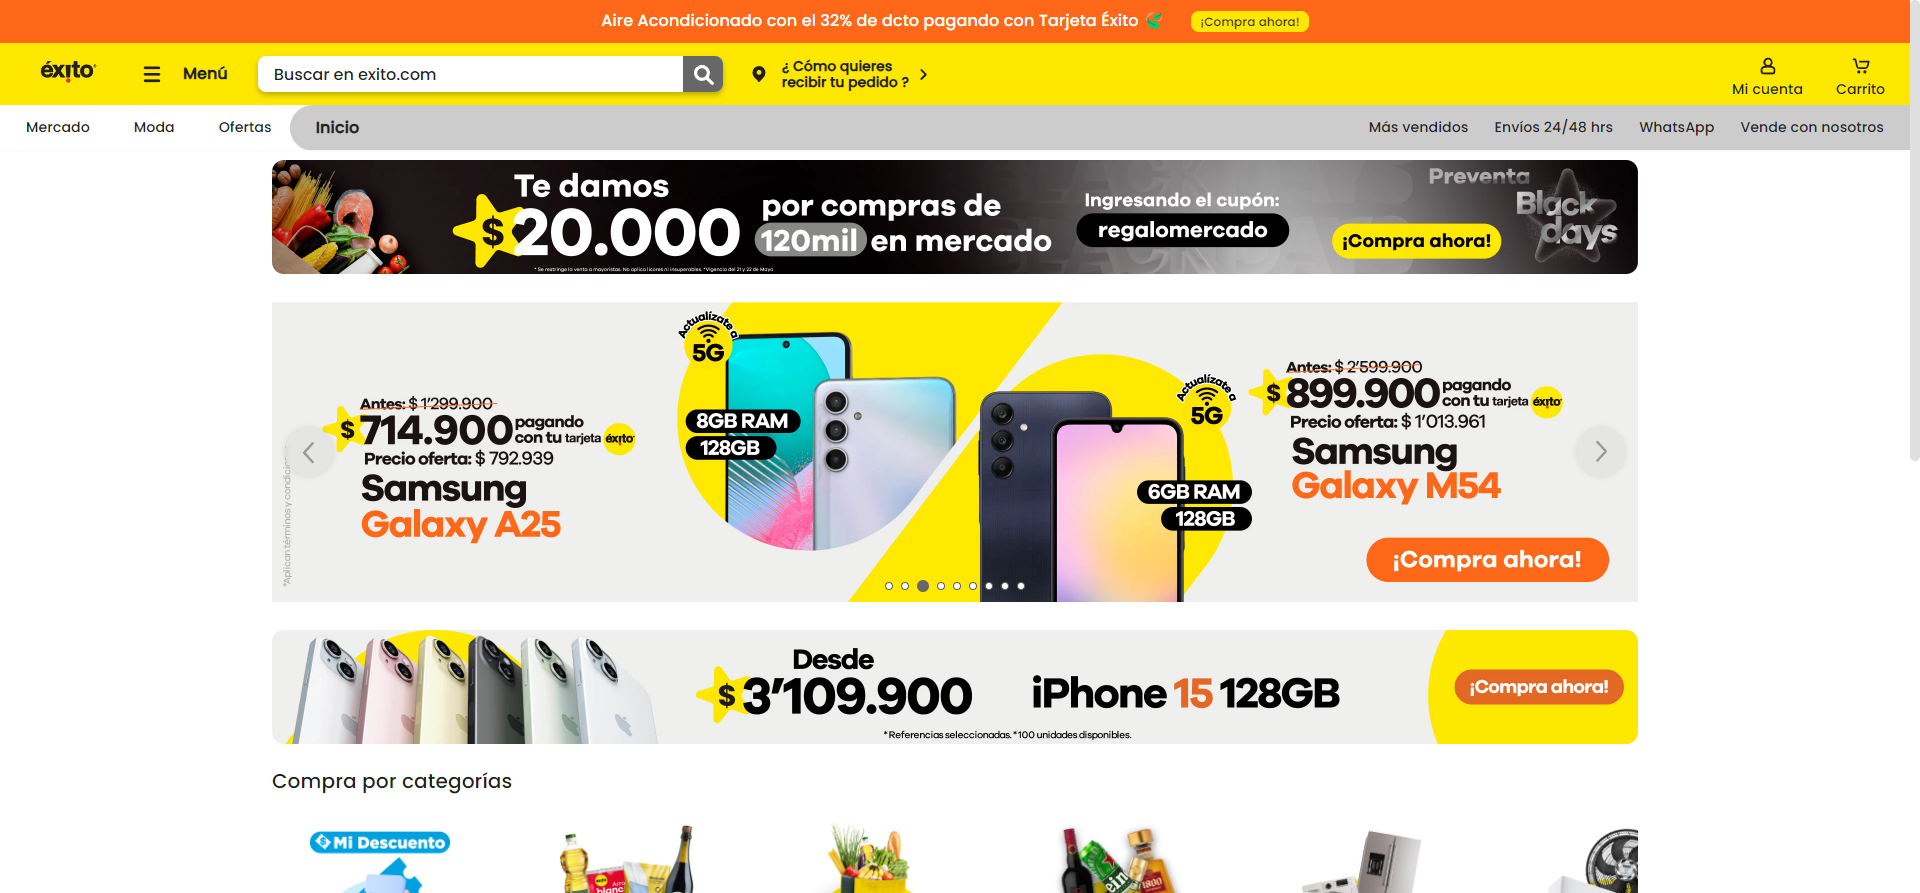 Aire Acondicionado con el 32% de dcto pagando con Tarjeta Éxito
¡Compra ahora!
éxito
Menú
Buscar en exito.com
¿ Cómo quieres
recibir tu pedido ?
Mi cuenta
Carrito
Mercado
Moda
Ofertas
Inicio
Más vendidos
Envíos 24/48 hrs
WhatsApp
Vende con nosotros
Te damos
$ 20.000
por compras de
120mil en mercado
Ingresando el cupón:
regalomercado
¡Compra ahora!
Preventa
Black
days
* Se restringe la venta a mayoristas. No aplica licores ni insuperables. *Vigencia del 21 y 22 de Mayo
Antes: $ 1'299.900
$ 714.900 pagando
con tu tarjeta éxito
Precio oferta: $ 792.939
Samsung
Galaxy A25
*Aplican términos y condicio
Actualízate a
5G
8GB RAM
128GB
Actualízate a
5G
6GB RAM
128GB
Antes: $ 2'599.900
$ 899.900 pagando
con tu tarjeta éxito
Precio oferta: $ 1'013.961
Samsung
Galaxy M54
¡Compra ahora!
Desde
$ 3'109.900
iPhone 15 128GB
¡Compra ahora!
*Referencias seleccionadas. *100 unidades disponibles.
Compra por categorías
Mi Descuento